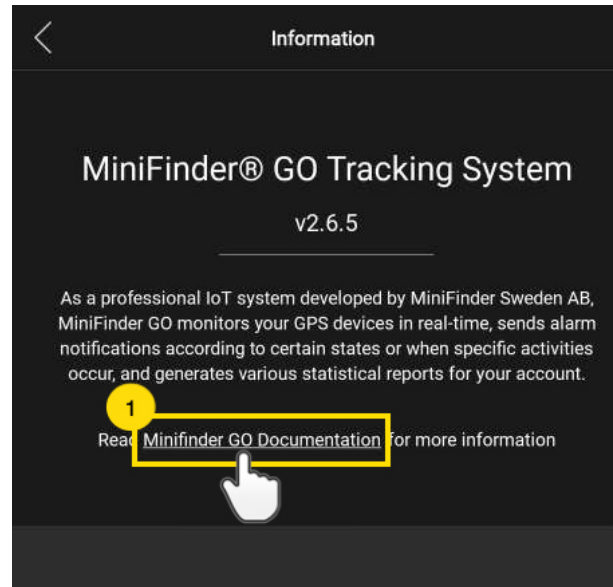 Information
MiniFinder® GO Tracking System
v2.6.5
As a professional IoT system developed by MiniFinder Sweden AB,
MiniFinder GO monitors your GPS devices in real-time, sends alarm
notifications according to certain states or when specific activities
occur, and generates various statistical reports for your account.
1
Read Minifinder GO Documentation for more information